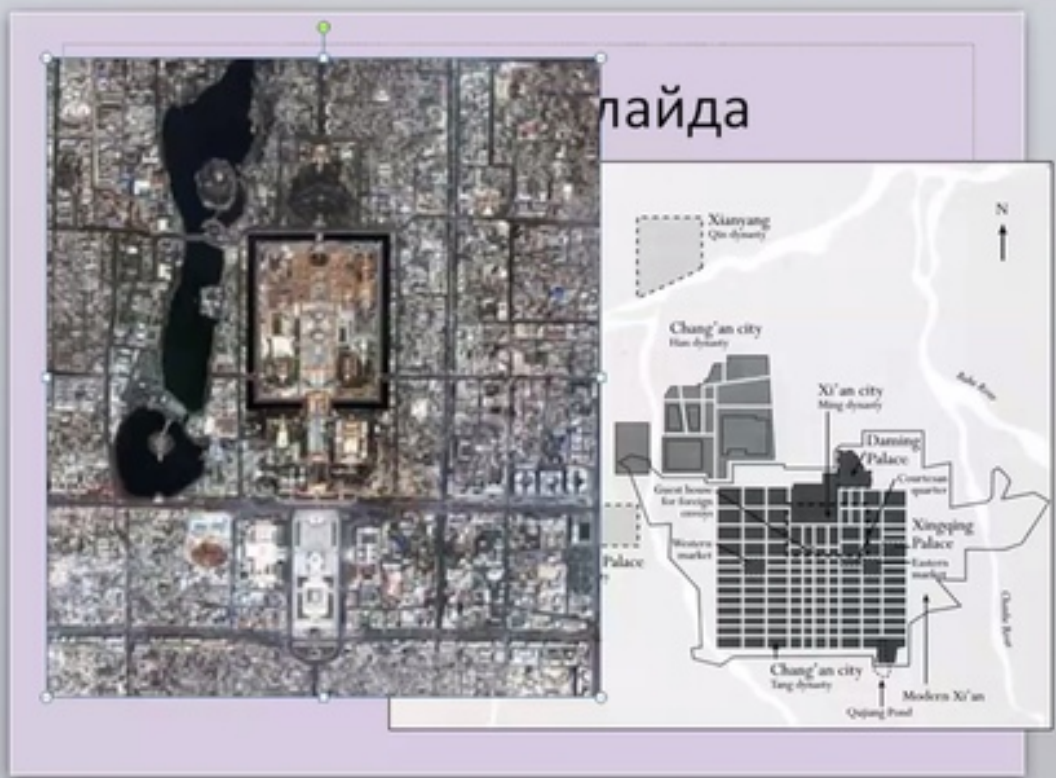 лайда
Xianyang
Qin dynasty
N
Chang'an city
Han dynasty
Xi'an city
Ming dynasty
Daming
Palace
Courtesan
quarter
Guest house
for foreign
envoys
Xingqing
Palace
Western
market
Eastern
market
Palace
Chang'an city
Tang dynasty
Modern Xi'an
Qujiang Pond
River